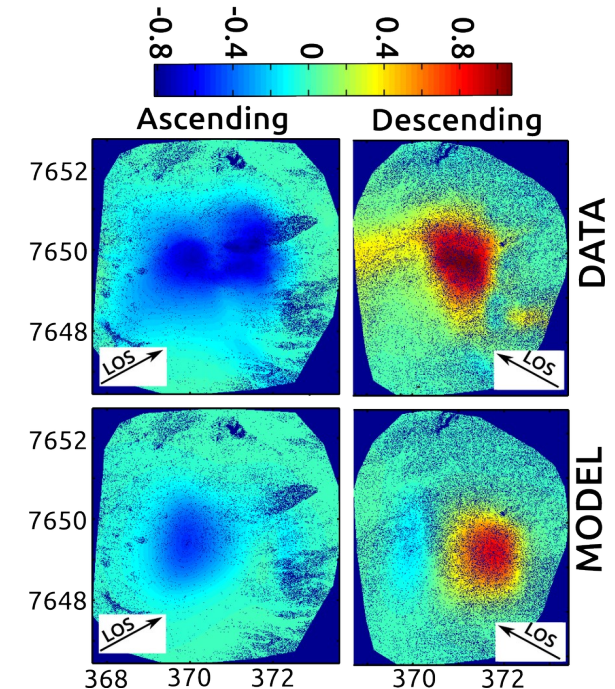 -0.8 -0.4 0 0.4 0.8
Ascending Descending
7652
7650
7648
LOS LOS
DATA
7652
7650
7648
LOS LOS
MODEL
368 370 372 370 372